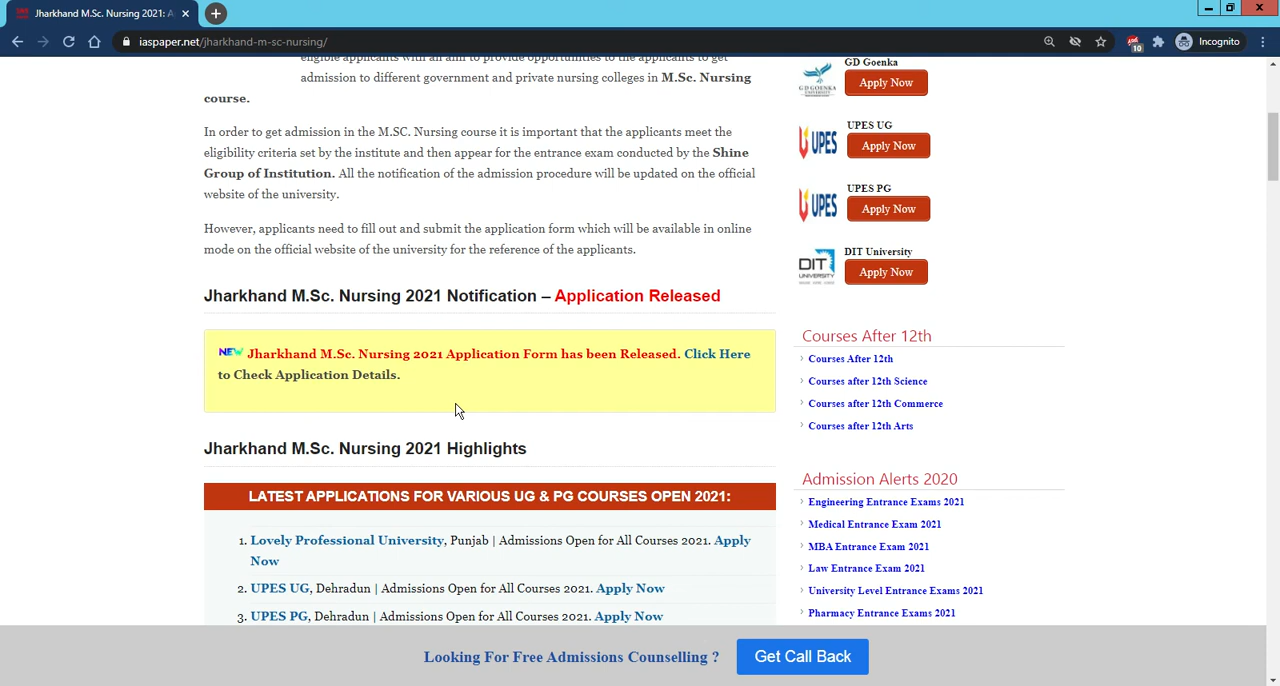 Jharkhand M.Sc. Nursing 2021: A
iaspaper.net/jharkhand-m-sc-nursing/
10
Incognito
eligible applicants with an aim to provide opportunities to the applicants to get
admission to different government and private nursing colleges in M.Sc. Nursing
course.
In order to get admission in the M.SC. Nursing course it is important that the applicants meet the
eligibility criteria set by the institute and then appear for the entrance exam conducted by the Shine
Group of Institution. All the notification of the admission procedure will be updated on the official
website of the university.
However, applicants need to fill out and submit the application form which will be available in online
mode on the official website of the university for the reference of the applicants.
Jharkhand M.Sc. Nursing 2021 Notification – Application Released
NEW Jharkhand M.Sc. Nursing 2021 Application Form has been Released. Click Here
to Check Application Details.
Jharkhand M.Sc. Nursing 2021 Highlights
LATEST APPLICATIONS FOR VARIOUS UG & PG COURSES OPEN 2021:
1. Lovely Professional University, Punjab | Admissions Open for All Courses 2021. Apply
Now
2. UPES UG, Dehradun | Admissions Open for All Courses 2021. Apply Now
3. UPES PG, Dehradun | Admissions Open for All Courses 2021. Apply Now
GD Goenka
GD GOENKA
UNIVERSITY
Apply Now
UPES UG
UPES
Apply Now
UPES PG
UPES
Apply Now
DIT University
DIT
UNIVERSITY
Apply Now
Courses After 12th
Courses After 12th
Courses after 12th Science
Courses after 12th Commerce
Courses after 12th Arts
Admission Alerts 2020
Engineering Entrance Exams 2021
Medical Entrance Exam 2021
MBA Entrance Exam 2021
Law Entrance Exam 2021
University Level Entrance Exams 2021
Pharmacy Entrance Exams 2021
Looking For Free Admissions Counselling ?
Get Call Back